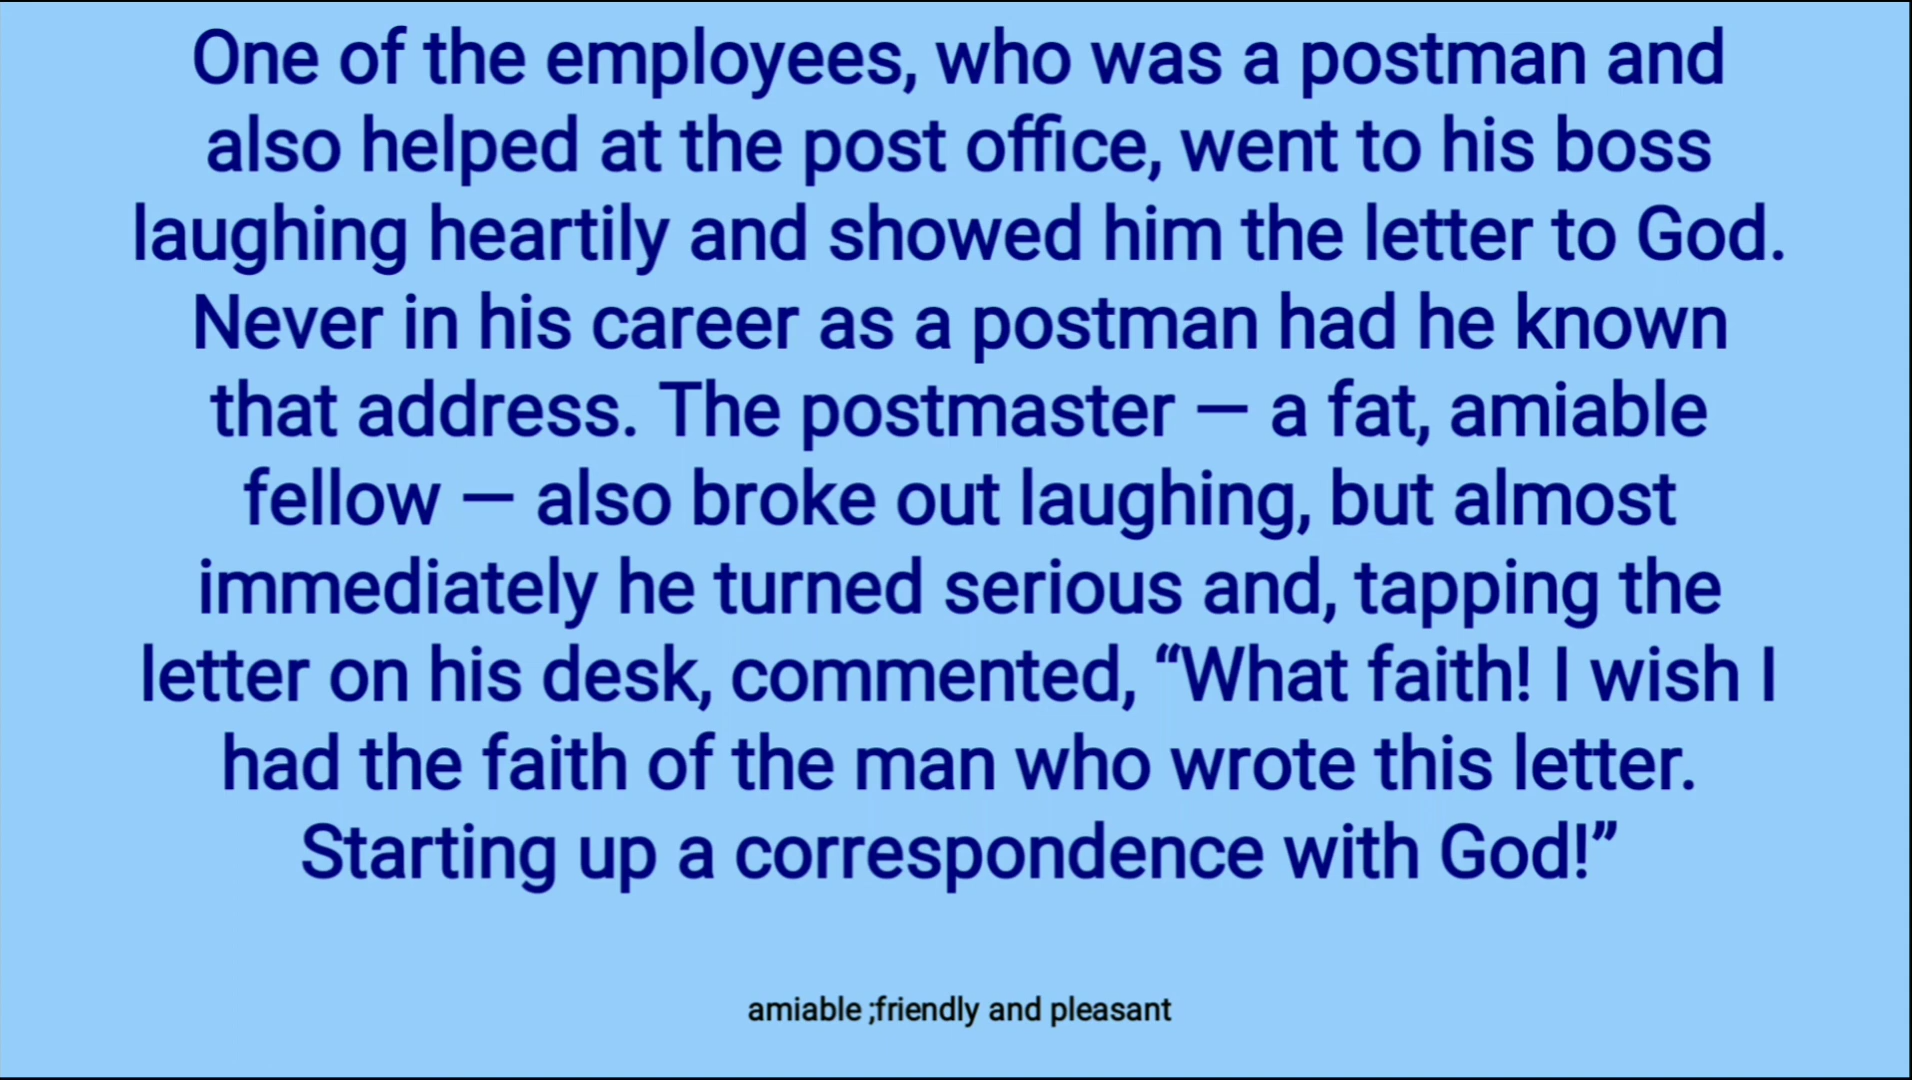 One of the employees, who was a postman and
also helped at the post office, went to his boss
laughing heartily and showed him the letter to God.
Never in his career as a postman had he known
that address. The postmaster — a fat, amiable
fellow — also broke out laughing, but almost
immediately he turned serious and, tapping the
letter on his desk, commented, “What faith! I wish I
had the faith of the man who wrote this letter.
Starting up a correspondence with God!”
amiable ;friendly and pleasant